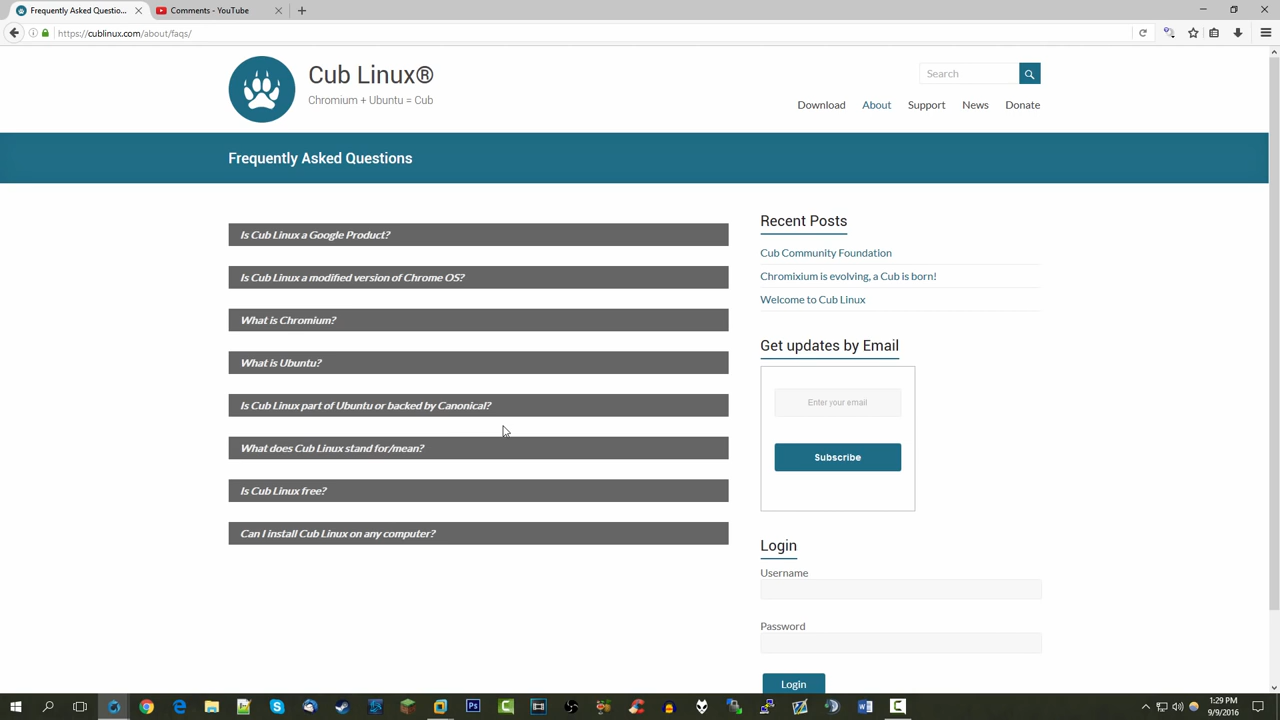 Frequently Asked Questio...
Comments - YouTube
https://cublinux.com/about/faqs/
Cub Linux®
Chromium + Ubuntu = Cub
Search
Download
About
Support
News
Donate
Frequently Asked Questions
Is Cub Linux a Google Product?
Is Cub Linux a modified version of Chrome OS?
What is Chromium?
What is Ubuntu?
Is Cub Linux part of Ubuntu or backed by Canonical?
What does Cub Linux stand for/mean?
Is Cub Linux free?
Can I install Cub Linux on any computer?
Recent Posts
Cub Community Foundation
Chromixium is evolving, a Cub is born!
Welcome to Cub Linux
Get updates by Email
Enter your email
Subscribe
Login
Username
Password
Login
1:29 PM
9/9/2016